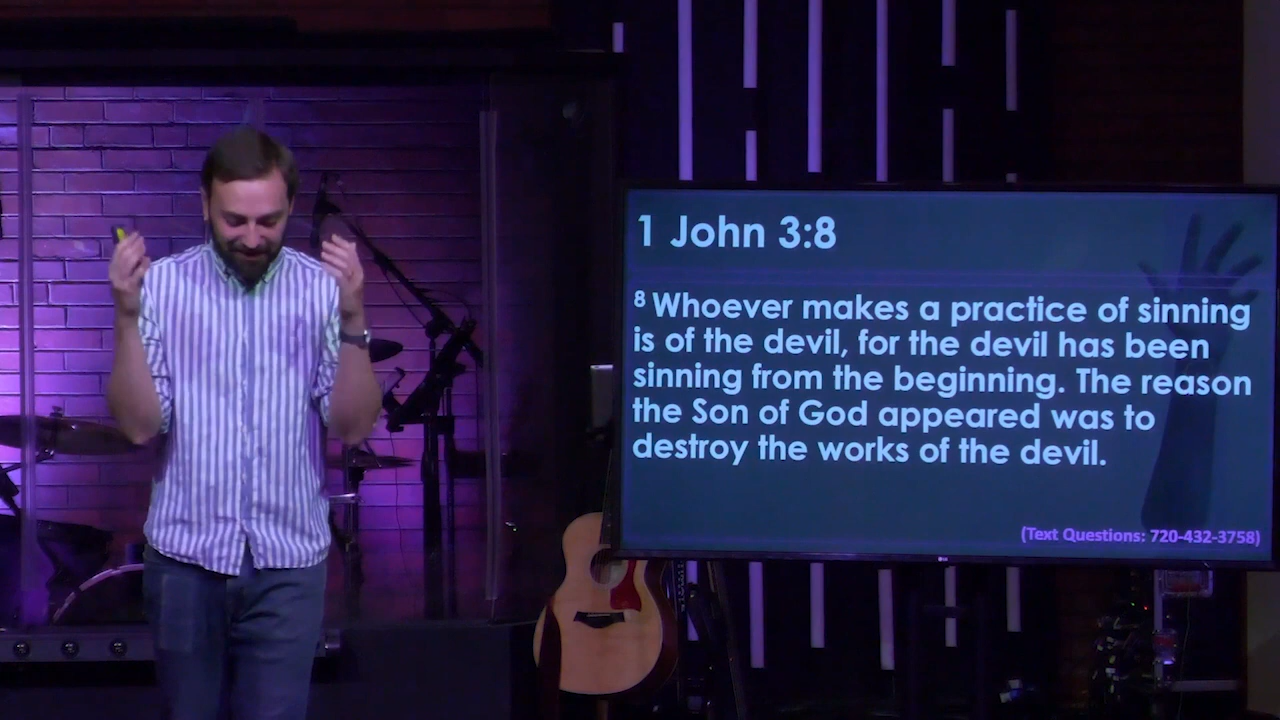 1 John 3:8
8 Whoever makes a practice of sinning
is of the devil, for the devil has been
sinning from the beginning. The reason
the Son of God appeared was to
destroy the works of the devil.
(Text Questions: 720-432-3758)
LG